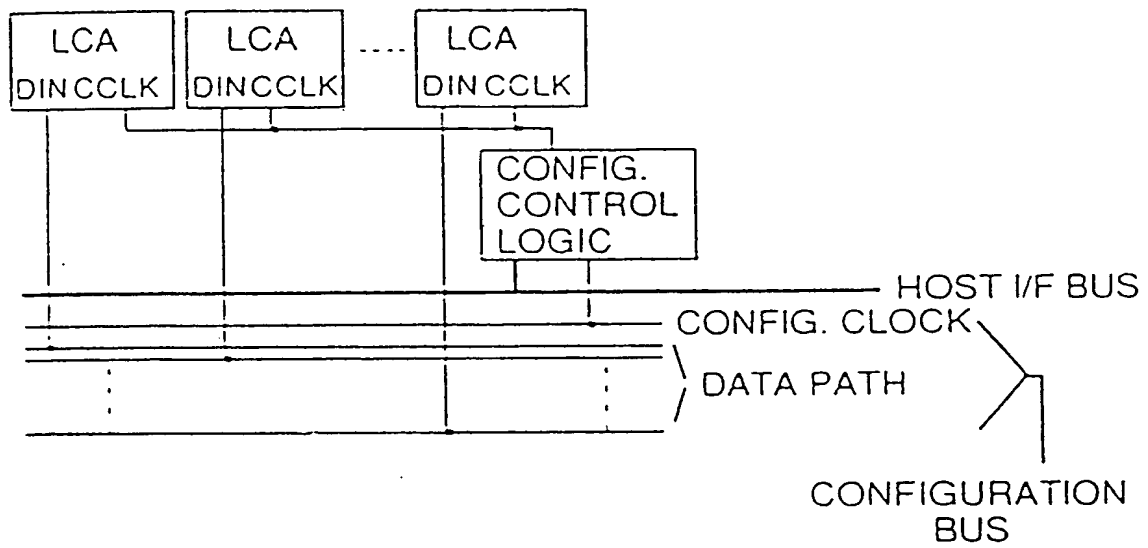 LCA LCA LCA
DIN CCLK DIN CCLK DIN CCLK
CONFIG.
CONTROL
LOGIC
HOST I/F BUS
CONFIG. CLOCK
DATA PATH
CONFIGURATION
BUS